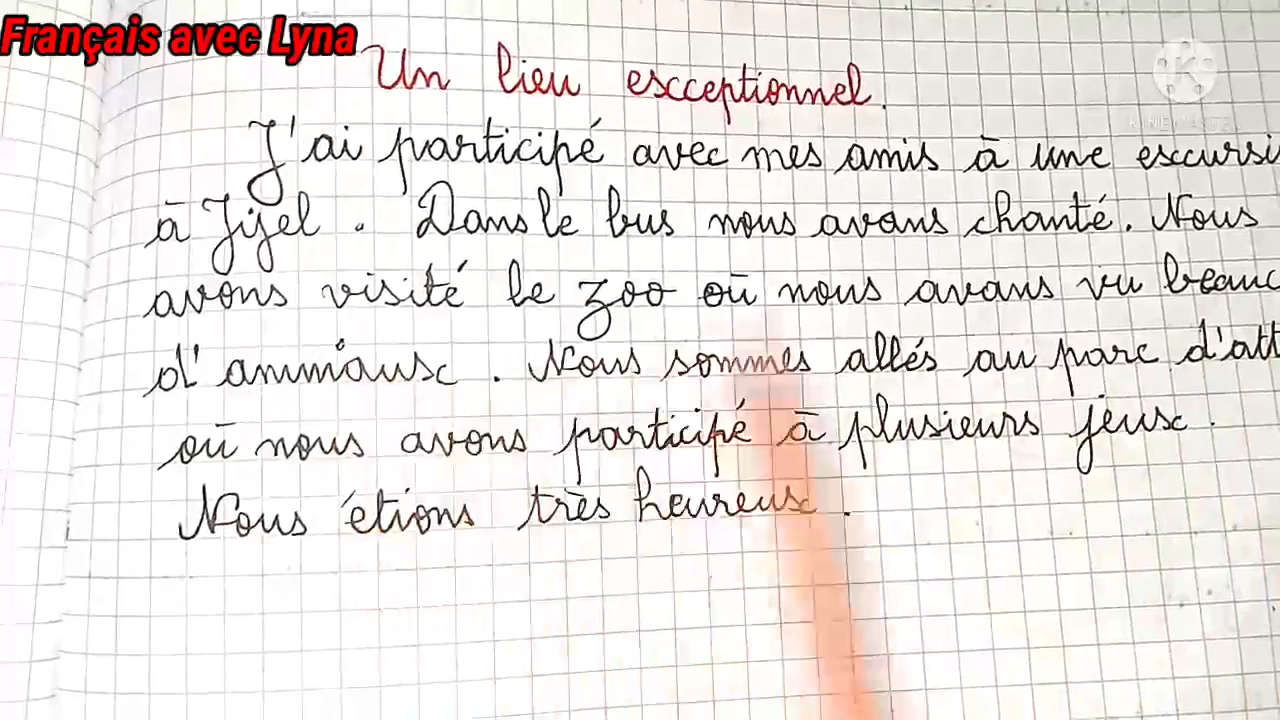 Français avec Lyna
Un lieu exceptionnel.
KINEMASTER
J'ai participé avec mes amis à une excursi
à Jijel. Dans le bus nous avons chanté. Nous
avons visité le zoo où nous avons vu beauc
d'animaux. Nous sommes allés au parc d'att
où nous avons participé à plusieurs jeux.
Nous étions très heureux.